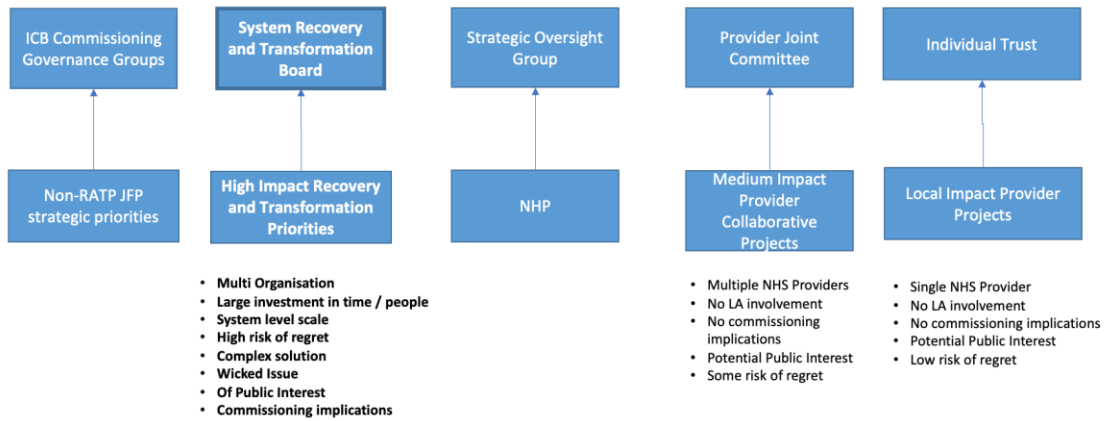 ICB Commissioning
Governance Groups
System Recovery
and Transformation
Board
Strategic Oversight
Group
Provider Joint
Committee
Individual Trust
Non-RATP JFP
strategic priorities
High Impact Recovery
and Transformation
Priorities
NHP
Medium Impact
Provider
Collaborative
Projects
Local Impact Provider
Projects
• Multi Organisation
• Large investment in time / people
• System level scale
• High risk of regret
• Complex solution
• Wicked Issue
• Of Public Interest
• Commissioning implications
• Multiple NHS Providers
• No LA involvement
• No commissioning
implications
• Potential Public Interest
• Some risk of regret
• Single NHS Provider
• No LA involvement
• No commissioning implications
• Potential Public Interest
• Low risk of regret